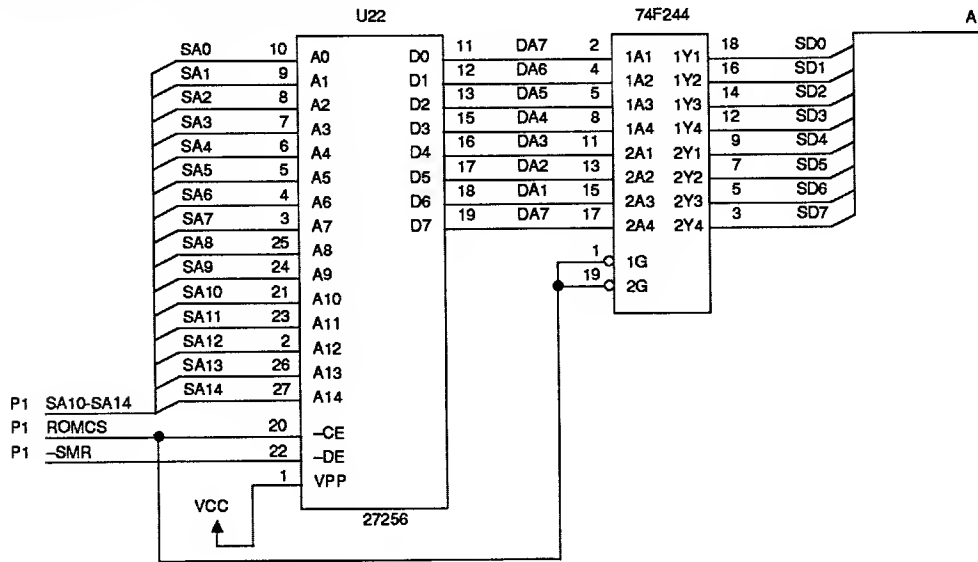 U22 74F244 A
SA0 10 A0 D0 11 DA7 2 1A1 1Y1 18 SD0
SA1 9 A1 D1 12 DA6 4 1A2 1Y2 16 SD1
SA2 8 A2 D2 13 DA5 5 1A3 1Y3 14 SD2
SA3 7 A3 D3 15 DA4 8 1A4 1Y4 12 SD3
SA4 6 A4 D4 16 DA3 11 2A1 2Y1 9 SD4
SA5 5 A5 D5 17 DA2 13 2A2 2Y2 7 SD5
SA6 4 A6 D6 18 DA1 15 2A3 2Y3 5 SD6
SA7 3 A7 D7 19 DA7 17 2A4 2Y4 3 SD7
SA8 25 A8 1 1G
SA9 24 A9 19 2G
SA10 21 A10
SA11 23 A11
SA12 2 A12
SA13 26 A13
SA14 27 A14
P1 SA10-SA14
P1 ROMCS 20 –CE
P1 –SMR 22 –DE
1 VPP
VCC
27256